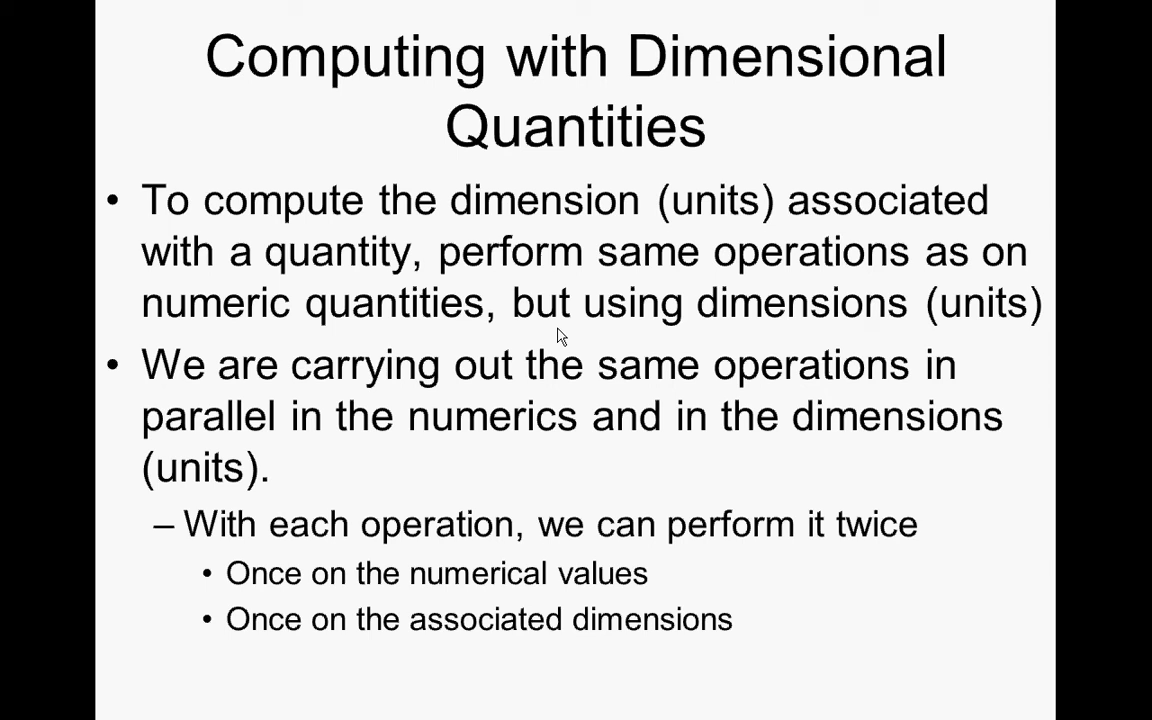 Computing with Dimensional
Quantities
• To compute the dimension (units) associated
with a quantity, perform same operations as on
numeric quantities, but using dimensions (units)
• We are carrying out the same operations in
parallel in the numerics and in the dimensions
(units).
– With each operation, we can perform it twice
• Once on the numerical values
• Once on the associated dimensions